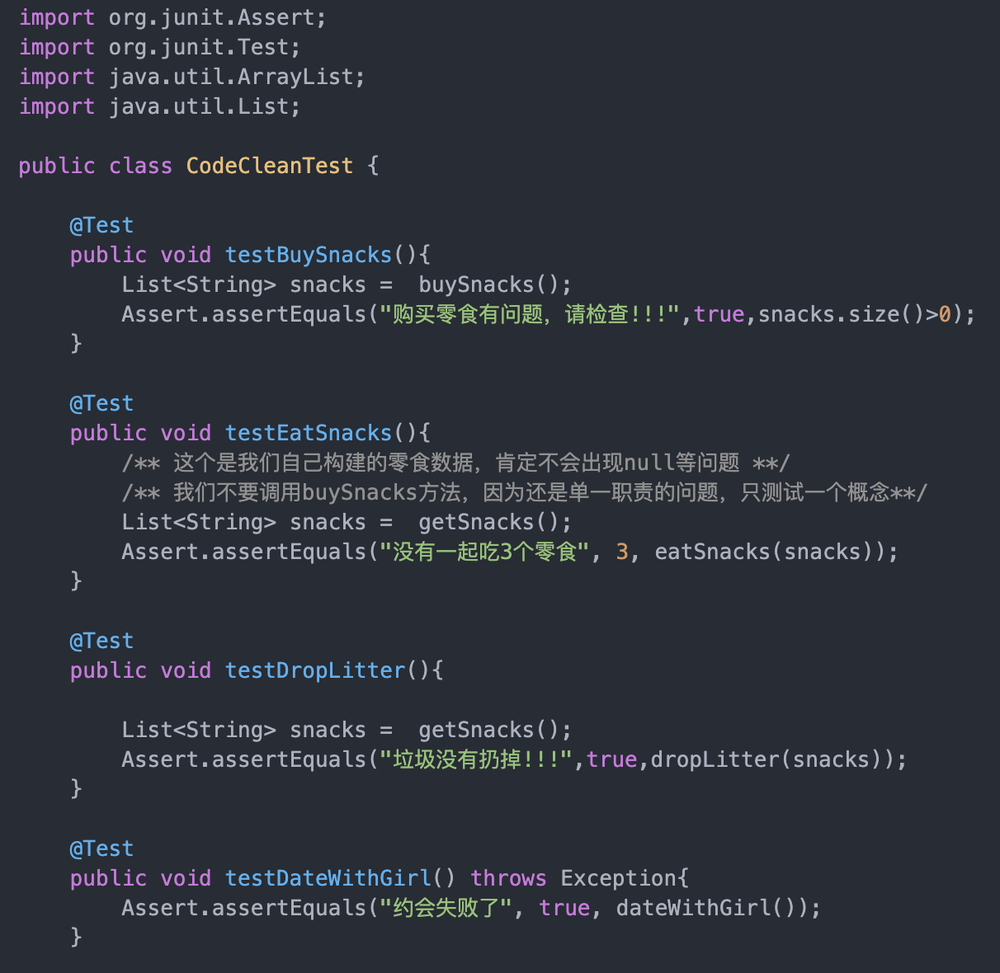 import org.junit.Assert;
import org.junit.Test;
import java.util.ArrayList;
import java.util.List;
public class CodeCleanTest {
@Test
public void testBuySnacks(){
List<String> snacks =  buySnacks();
Assert.assertEquals("购买零食有问题，请检查!!!",true,snacks.size()>0);
}
@Test
public void testEatSnacks(){
/** 这个是我们自己构建的零食数据，肯定不会出现null等问题 **/
/** 我们不要调用buySnacks方法，因为还是单一职责的问题，只测试一个概念**/
List<String> snacks =  getSnacks();
Assert.assertEquals("没有一起吃3个零食", 3, eatSnacks(snacks));
}
@Test
public void testDropLitter(){
List<String> snacks =  getSnacks();
Assert.assertEquals("垃圾没有扔掉!!!",true,dropLitter(snacks));
}
@Test
public void testDateWithGirl() throws Exception{
Assert.assertEquals("约会失败了", true, dateWithGirl());
}